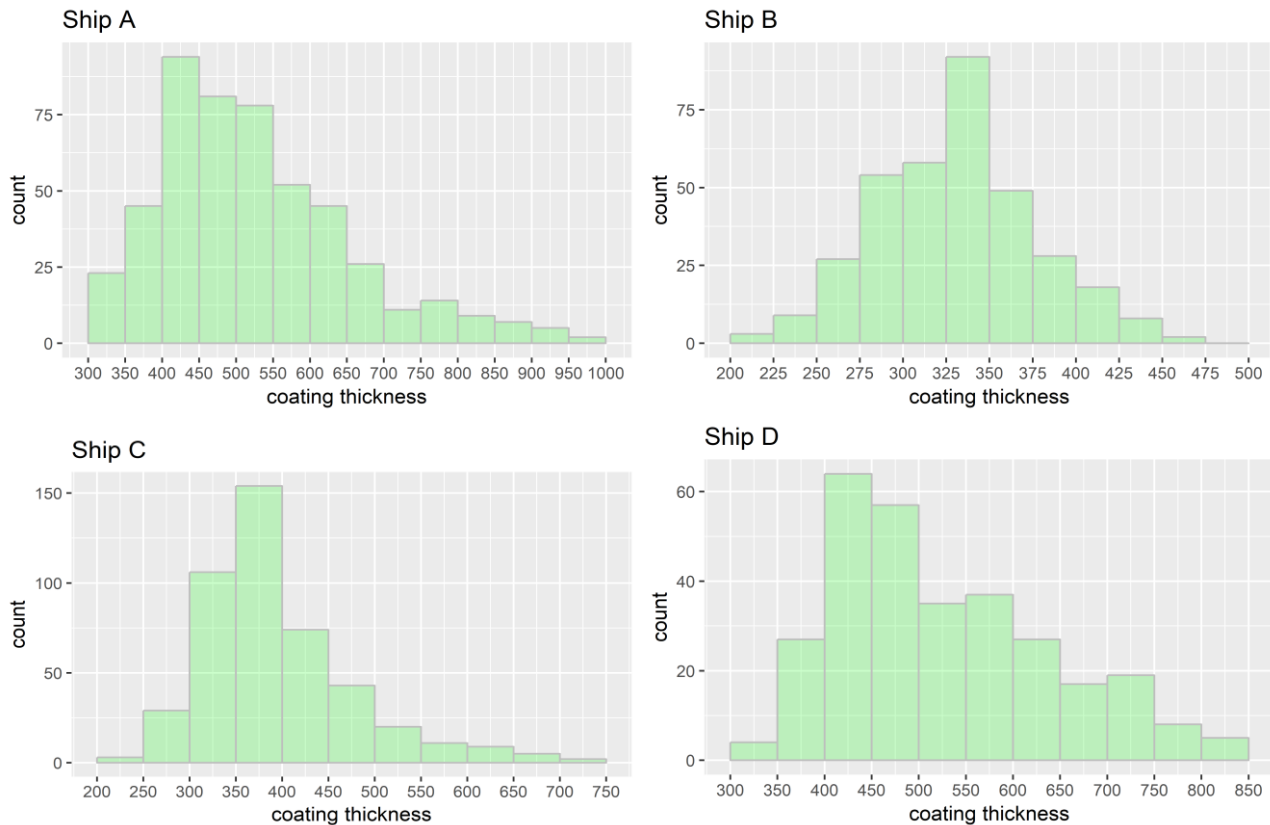 Ship A
75
50
25
0
count
300 350 400 450 500 550 600 650 700 750 800 850 900 950 1000
coating thickness
Ship B
75
50
25
0
count
200 225 250 275 300 325 350 375 400 425 450 475 500
coating thickness
Ship C
150
100
50
0
count
200 250 300 350 400 450 500 550 600 650 700 750
coating thickness
Ship D
60
40
20
0
count
300 350 400 450 500 550 600 650 700 750 800 850
coating thickness